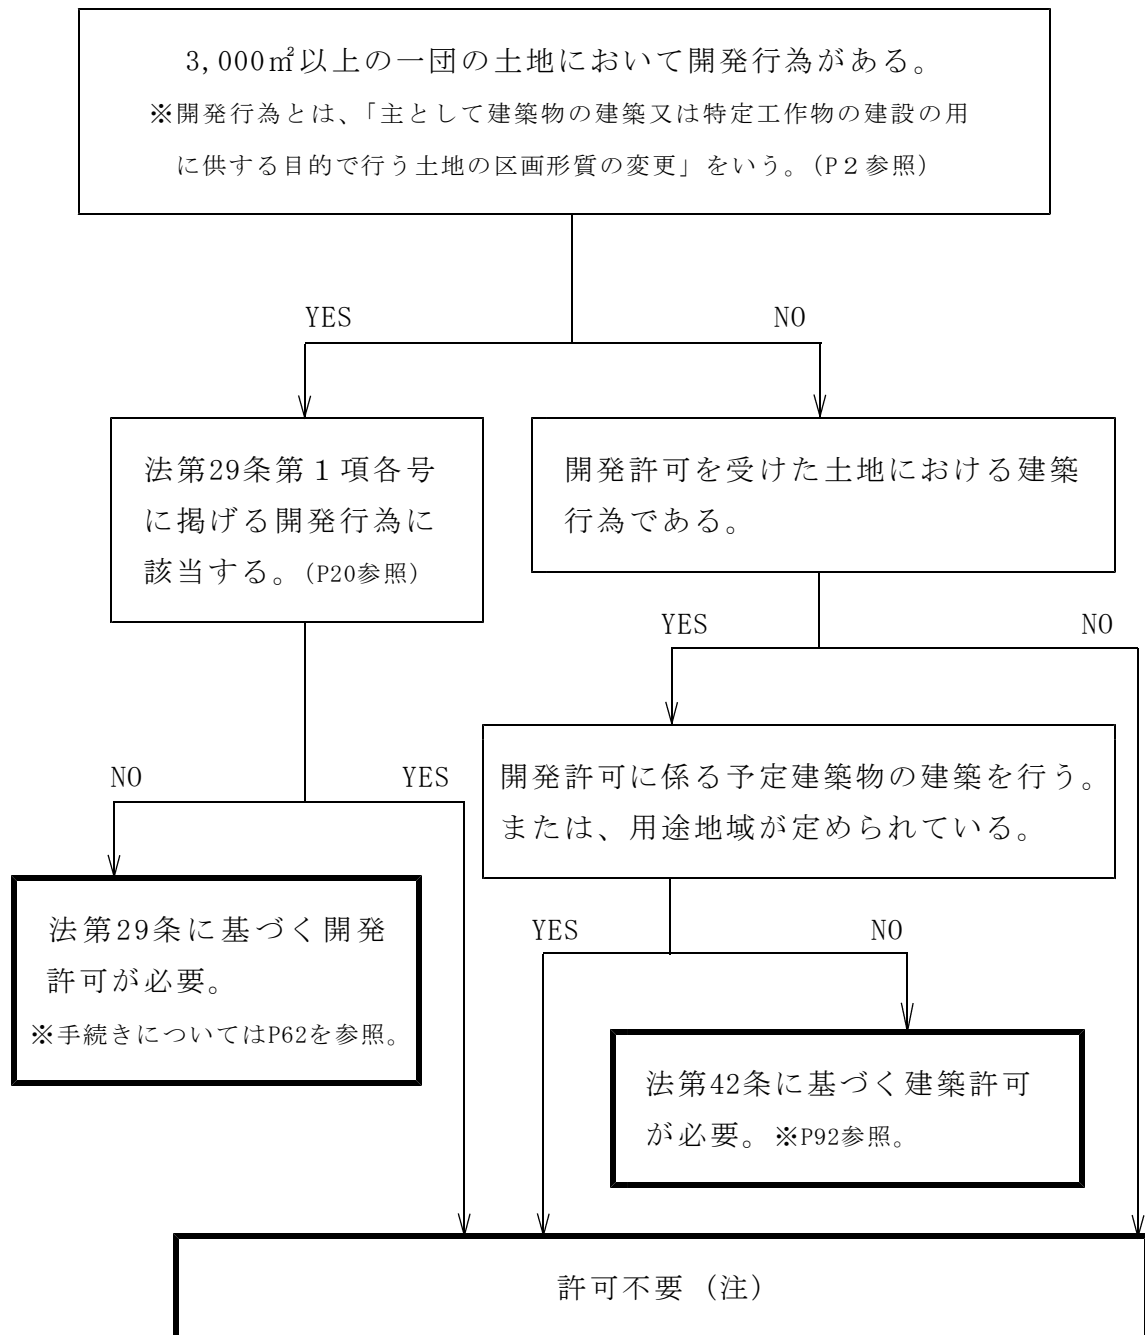 3,000㎡以上の一団の土地において開発行為がある。
※開発行為とは、「主として建築物の建築又は特定工作物の建設の用
に供する目的で行う土地の区画形質の変更」をいう。(P２参照)
YES
NO
法第29条第１項各号
に掲げる開発行為に
該当する。(P20参照)
開発許可を受けた土地における建築
行為である。
YES
NO
NO
YES
開発許可に係る予定建築物の建築を行う。
または、用途地域が定められている。
法第29条に基づく開発
許可が必要。
※手続きについてはP62を参照。
YES
NO
法第42条に基づく建築許可
が必要。※P92参照。
許可不要（注）